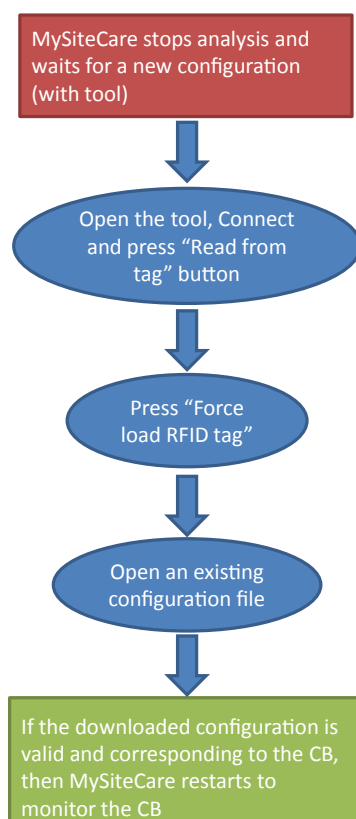 MySiteCare stops analysis and
waits for a new configuration
(with tool)
Open the tool, Connect
and press “Read from
tag” button
Press “Force
load RFID tag”
Open an existing
configuration file
If the downloaded configuration is
valid and corresponding to the CB,
then MySiteCare restarts to
monitor the CB